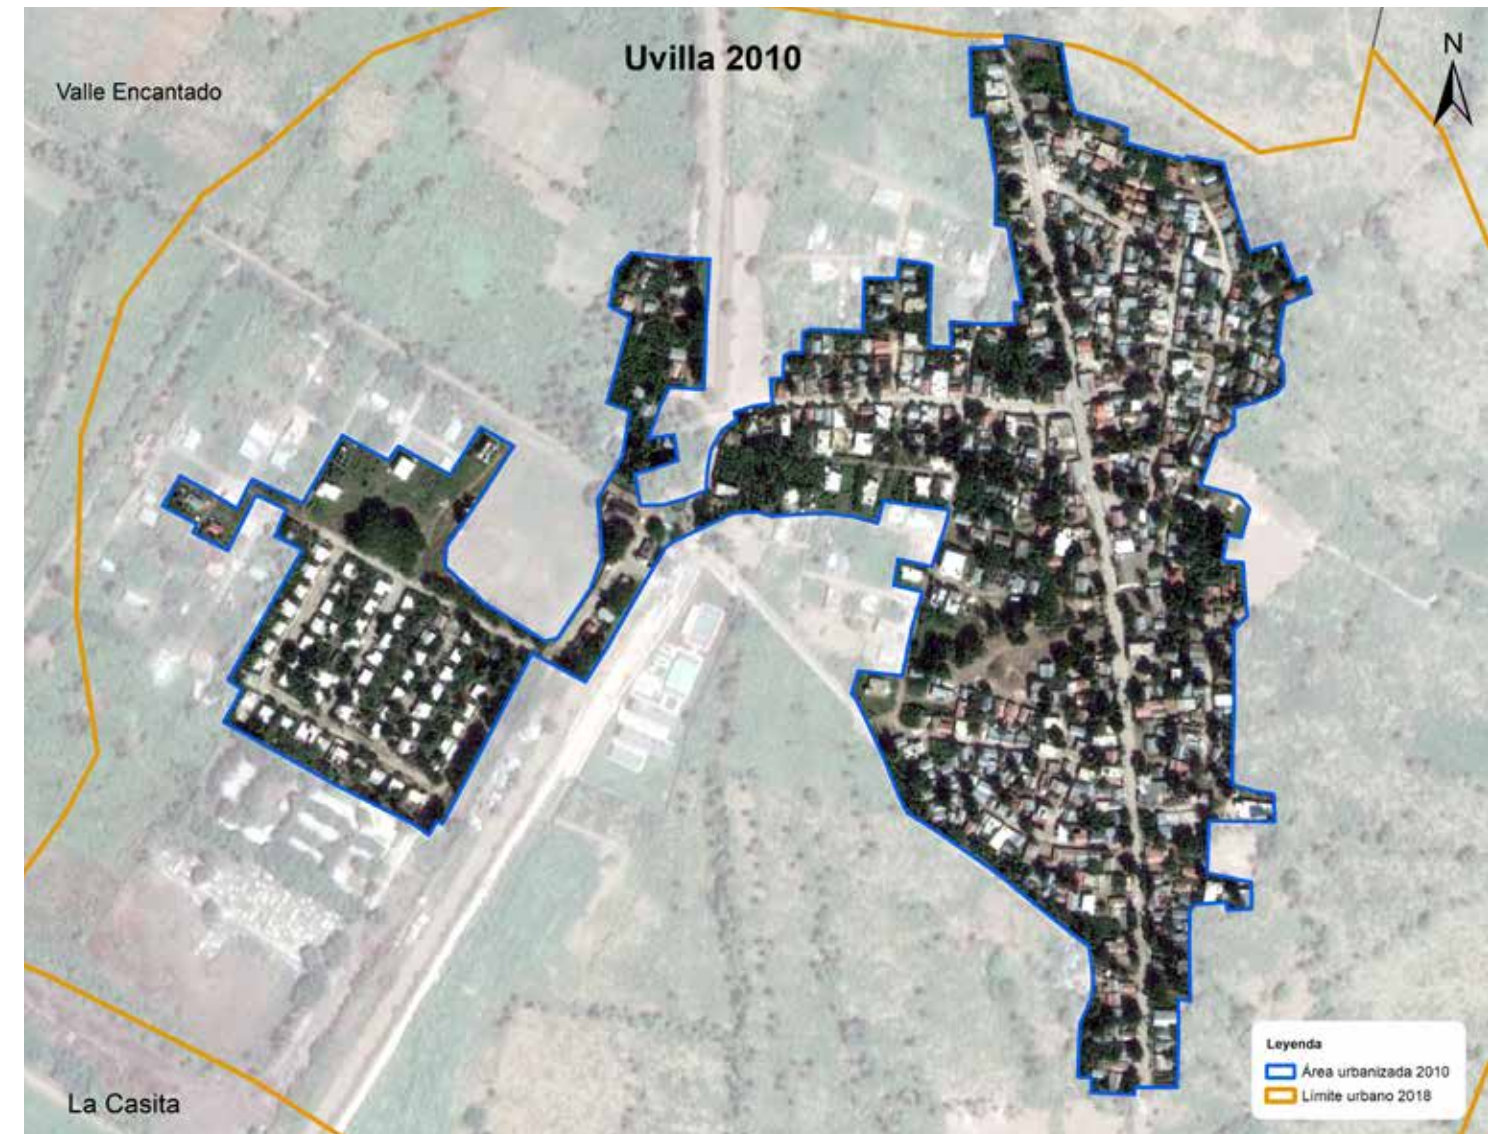 Uvilla 2010
N
Valle Encantado
Leyenda
Área urbanizada 2010
Límite urbano 2018
La Casita